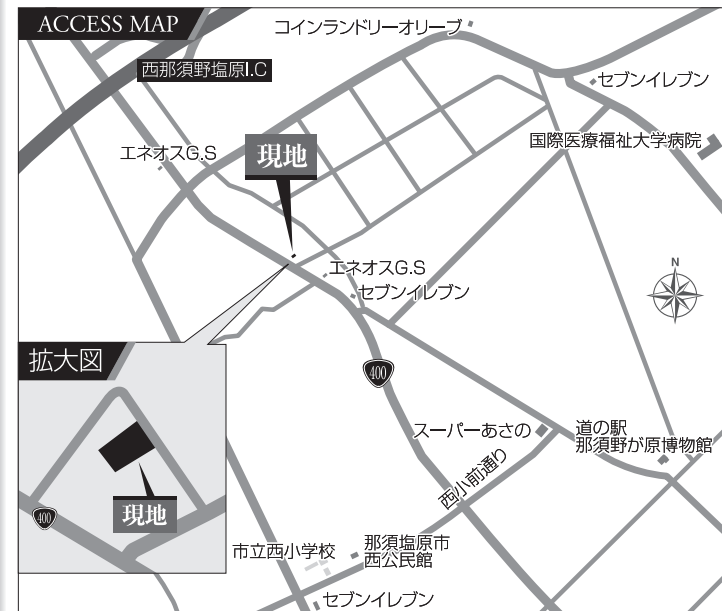 ACCESS MAP
コインランドリーオリーブ
西那須野塩原I.C
セブンイレブン
国際医療福祉大学病院
エネオスG.S
現地
N
エネオスG.S
セブンイレブン
拡大図
400
スーパーあさの
道の駅
那須野が原博物館
西小前通り
400
現地
市立西小学校
那須塩原市
西公民館
セブンイレブン